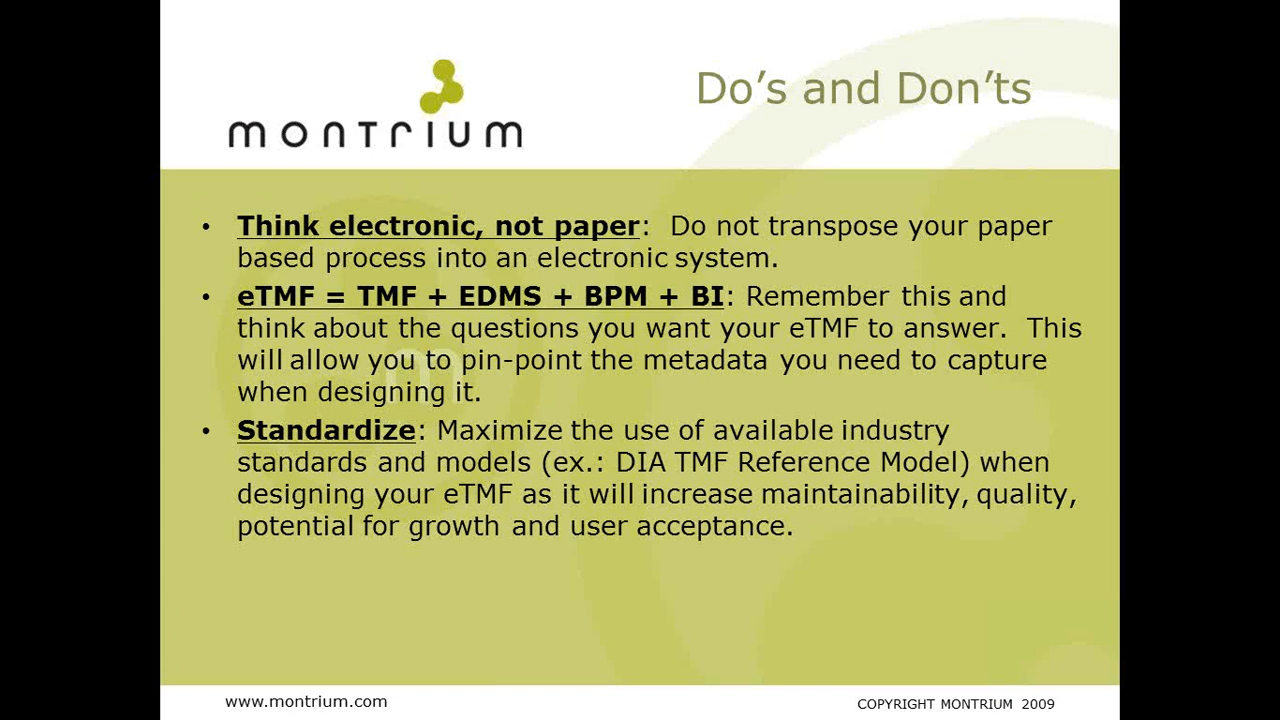 Do's and Don'ts
montrium
• Think electronic, not paper:  Do not transpose your paper
based process into an electronic system.
• eTMF = TMF + EDMS + BPM + BI: Remember this and
think about the questions you want your eTMF to answer.  This
will allow you to pin-point the metadata you need to capture
when designing it.
• Standardize: Maximize the use of available industry
standards and models (ex.: DIA TMF Reference Model) when
designing your eTMF as it will increase maintainability, quality,
potential for growth and user acceptance.
www.montrium.com
COPYRIGHT MONTRIUM 2009